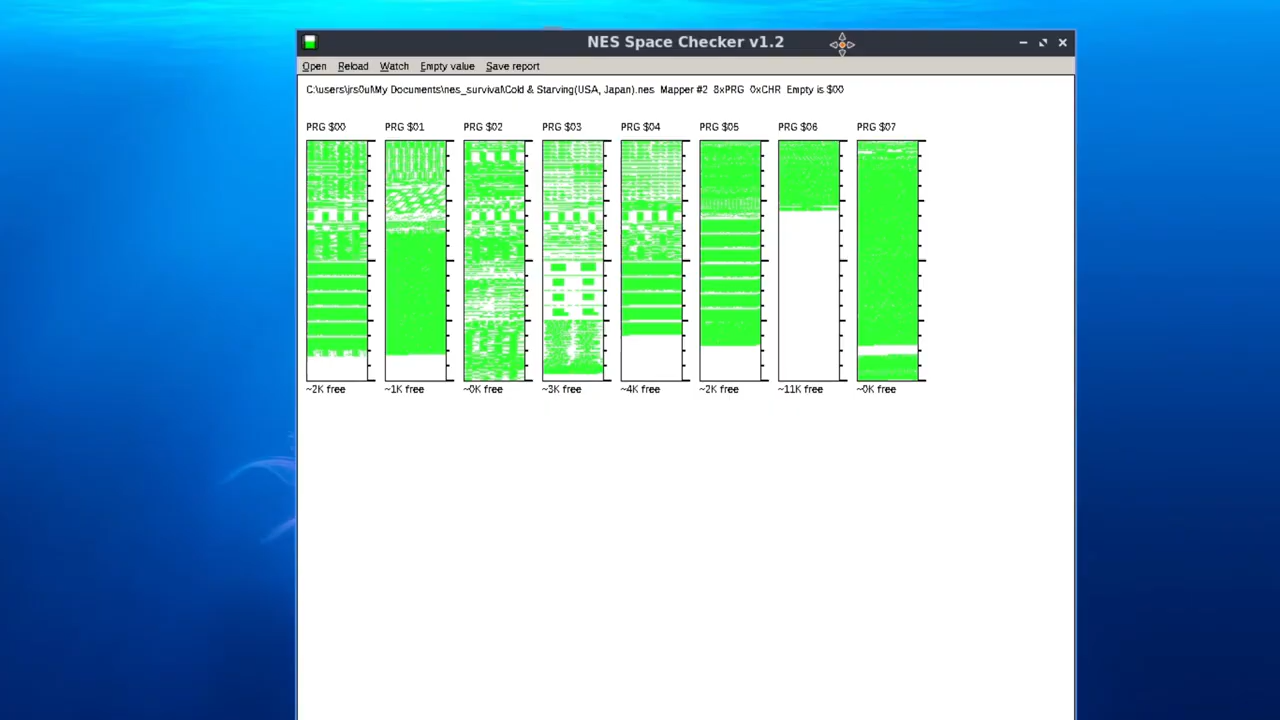 NES Space Checker v1.2
Open Reload Watch Empty value Save report
C:\users\jrs0ul\My Documents\nes_survival\Cold & Starving(USA, Japan).nes Mapper #2 8xPRG 0xCHR Empty is $00
PRG $00 PRG $01 PRG $02 PRG $03 PRG $04 PRG $05 PRG $06 PRG $07
~2K free ~1K free ~0K free ~3K free ~4K free ~2K free ~11K free ~0K free